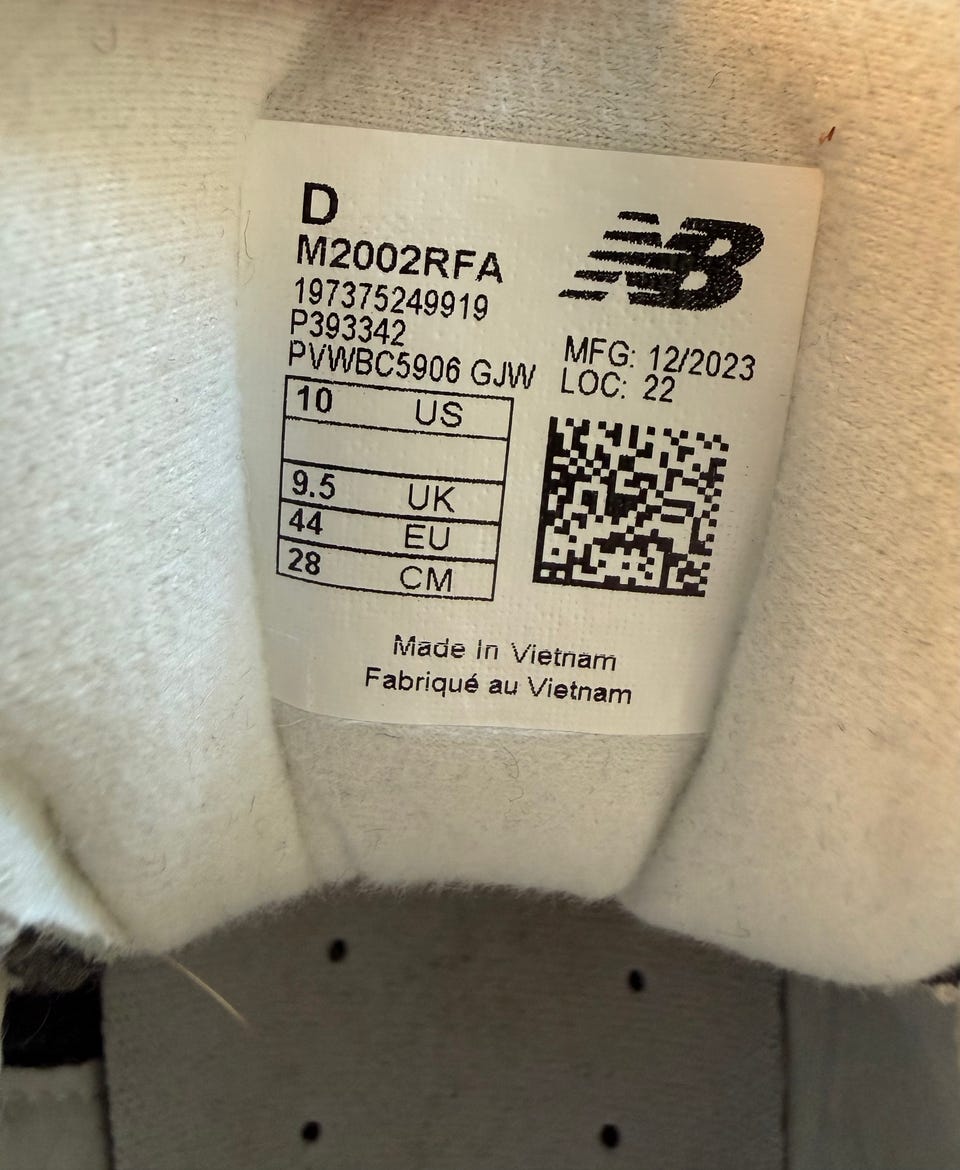 D
M2002RFA
197375249919
P393342
PVWBC5906 GJW
NB
MFG: 12/2023
LOC: 22
10 US
9.5 UK
44 EU
28 CM
Made In Vietnam
Fabriqué au Vietnam